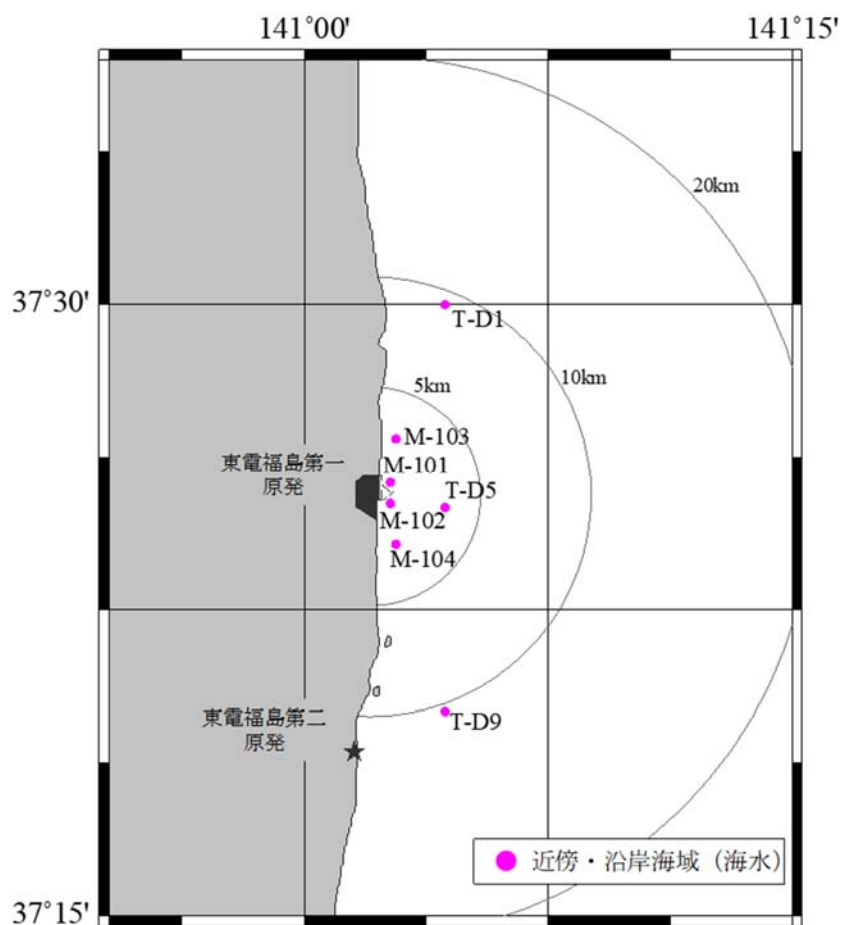 141°00' 141°15'
20km
37°30'
T-D1
10km
5km
M-103
東電福島第一
原発
M-101
T-D5
M-102
M-104
東電福島第二
原発
T-D9
近傍・沿岸海域（海水）
37°15'